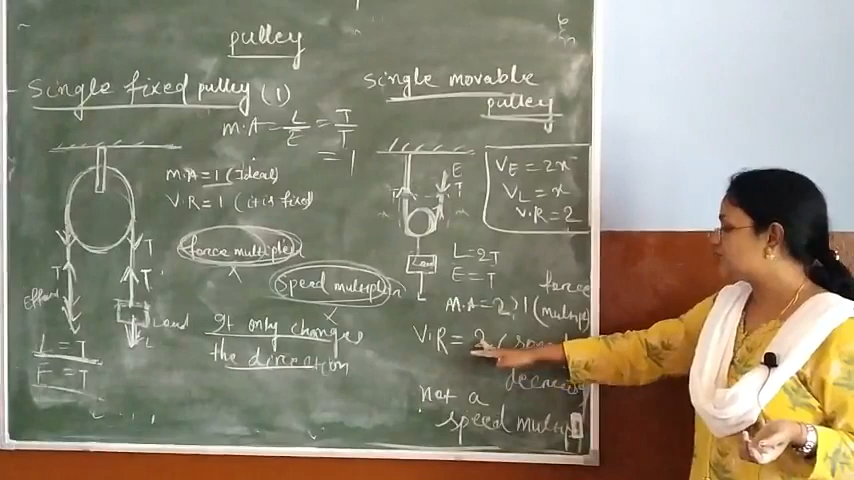 pulley
Single fixed pulley (1)
M.A = L/E = T/T
= 1
M.A = 1 (Ideal)
V.R = 1 (it is fixed)
force multiplier
Speed multiplier
It only changes
the direction
T
T
T
Effort
Load
L
L = T
E = T
Single movable
pulley
E
T
Load
L
VE = 2x
VL = x
V.R = 2
L = 2T
E = T
force
M.A = 2 > 1 (multipl
V.R = 2 (
decrease
not a
speed multipl